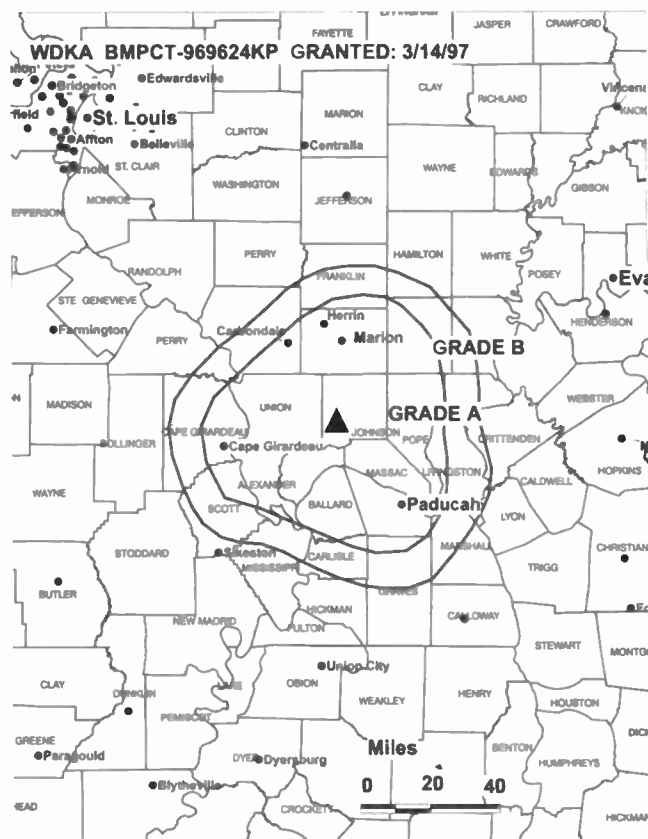 FAYETTE
JASPER
CRAWFORD
WDKA BMPCT-969624KP GRANTED: 3/14/97
Bridgeton
Edwardsville
CLAY
RICHLAND
St. Louis
MARION
Affton
Belleville
CLINTON
Centralia
ST. CLAIR
WAYNE
EDWARDS
WASHINGTON
GIBSON
MONROE
JEFFERSON
PERRY
HAMILTON
WHITE
RANDOLPH
FRANKLIN
POSEY
STE GENEVIEVE
Eva
HENDERSON
Herrin
Farmington
Carbondale
Marion
PERRY
GRADE B
WEBSTER
MADISON
UNION
GRADE A
CAPE GIRARDEAU
JOHNSON
BOLLINGER
POPE
CRITTENDEN
Cape Girardeau
HOPKINS
MASSAC
LIVINGSTON
CALDWELL
WAYNE
ALEXANDER
SCOTT
BALLARD
Paducah
LYON
STODDARD
Sikeston
CARLISLE
MARSHALL
CHRISTIAN
MISSISSIPPI
TRIGG
BUTLER
GRAVES
HICKMAN
NEW MADRID
CALLOWAY
FULTON
STEWART
MONTG
Union City
CLAY
OBION
LAKE
HENRY
DUNKLIN
WEAKLEY
HOUSTON
PEMISCOT
GREENE
Miles
BENTON
Paragould
DYER
Dyersburg
HUMPHREYS
0 20 40
Blytheville
CROCKETT
HICKMAN